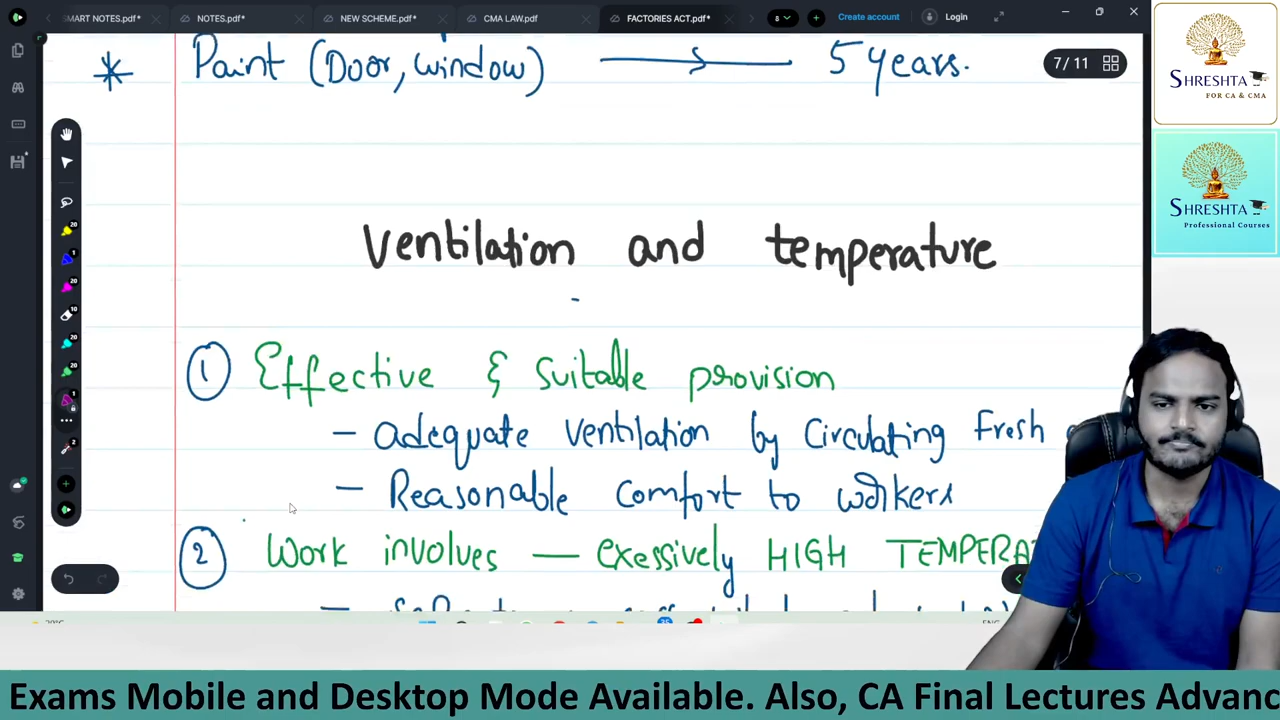 SMART NOTES.pdf*
NOTES.pdf*
NEW SCHEME.pdf*
CMA LAW.pdf
FACTORIES ACT.pdf*
8
Create account
Login
* Paint (Door, window) 5 years.
7 / 11
Ventilation and temperature
1 Effective & Suitable provision
- adequate ventilation by Circulating Fresh
- Reasonable comfort to workers
2 Work involves — exessively HIGH TEMPERA
SHRESHTA
FOR CA & CMA
SHRESHTA
Professional Courses
Exams Mobile and Desktop Mode Available. Also, CA Final Lectures Advanc